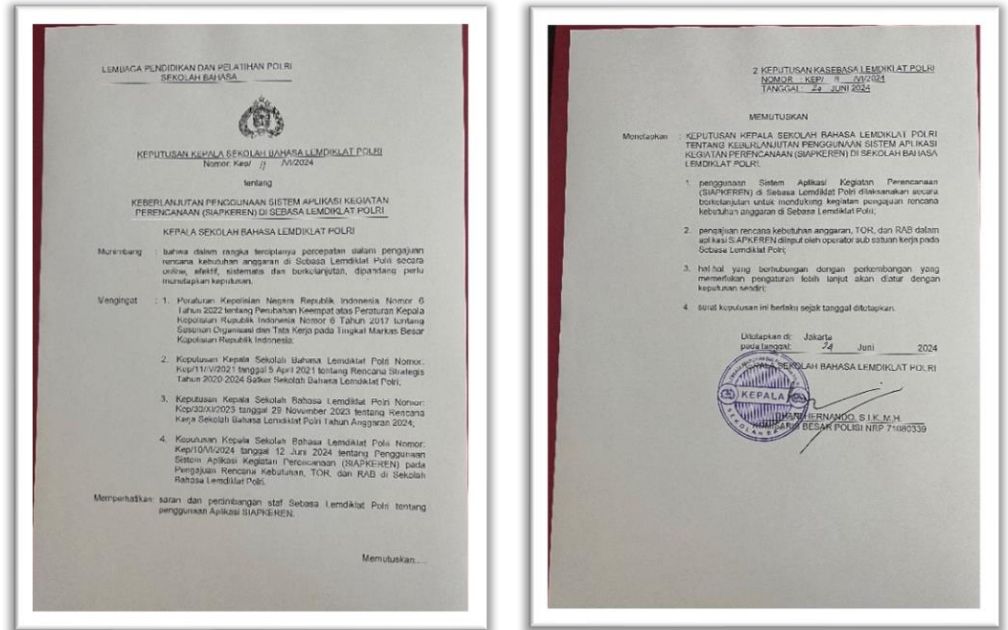 LEMBAGA PENDIDIKAN DAN PELATIHAN POLRI
SEKOLAH BAHASA
KEPUTUSAN KEPALA SEKOLAH BAHASA LEMDIKLAT POLRI
Nomor: Kep/ 11 /VI/2024
tentang
KEBERLANJUTAN PENGGUNAAN SISTEM APLIKASI KEGIATAN
PERENCANAAN (SIAPKEREN) DI SEBASA LEMDIKLAT POLRI
KEPALA SEKOLAH BAHASA LEMDIKLAT POLRI
Menimbang : bahwa dalam rangka terciptanya percepatan dalam pengajuan
rencana kebutuhan anggaran di Sebasa Lemdiklat Polri secara
online, efektif, sistematis dan berkelanjutan, dipandang perlu
menetapkan keputusan.
Mengingat : 1. Peraturan Kepolisian Negara Republik Indonesia Nomor 6
Tahun 2022 tentang Perubahan Keempat atas Peraturan Kepala
Kepolisian Republik Indonesia Nomor 6 Tahun 2017 tentang
Susunan Organisasi dan Tata Kerja pada Tingkat Markas Besar
Kepolisian Republik Indonesia;
2. Keputusan Kepala Sekolah Bahasa Lemdiklat Polri Nomor:
Kep/11/V/2021 tanggal 5 April 2021 tentang Rencana Strategis
Tahun 2020-2024 Satker Sekolah Bahasa Lemdiklat Polri;
3. Keputusan Kepala Sekolah Bahasa Lemdiklat Polri Nomor:
Kep/30/XI/2023 tanggal 29 November 2023 tentang Rencana
Kerja Sekolah Bahasa Lemdiklat Polri Tahun Anggaran 2024;
4. Keputusan Kepala Sekolah Bahasa Lemdiklat Polri Nomor:
Kep/10/VI/2024 tanggal 12 Juni 2024 tentang Penggunaan
Sistem Aplikasi Kegiatan Perencanaan (SIAPKEREN) pada
Pengajuan Rencana Kebutuhan, TOR, dan RAB di Sekolah
Bahasa Lemdiklat Polri.
Memperhatikan: saran dan pertimbangan staf Sebasa Lemdiklat Polri tentang
penggunaan Aplikasi SIAPKEREN.
Memutuskan.....
2 KEPUTUSAN KASEBASA LEMDIKLAT POLRI
NOMOR : KEP/ 11 /VI/2024
TANGGAL: 24 JUNI 2024
MEMUTUSKAN
Menetapkan : KEPUTUSAN KEPALA SEKOLAH BAHASA LEMDIKLAT POLRI
TENTANG KEBERLANJUTAN PENGGUNAAN SISTEM APLIKASI
KEGIATAN PERENCANAAN (SIAPKEREN) DI SEKOLAH BAHASA
LEMDIKLAT POLRI.
1. penggunaan Sistem Aplikasi Kegiatan Perencanaan
(SIAPKEREN) di Sebasa Lemdiklat Polri dilaksanakan secara
berkelanjutan untuk mendukung kegiatan pengajuan rencana
kebutuhan anggaran di Sebasa Lemdiklat Polri;
2. pengajuan rencana kebutuhan anggaran, TOR, dan RAB dalam
aplikasi SIAPKEREN diinput oleh operator sub satuan kerja pada
Sebasa Lemdiklat Polri;
3. hal-hal yang berhubungan dengan perkembangan yang
memerlukan pengaturan lebih lanjut akan diatur dengan
keputusan sendiri;
4. surat keputusan ini berlaku sejak tanggal ditetapkan.
Ditetapkan di: Jakarta
pada tanggal: 24 Juni 2024
KEPALA SEKOLAH BAHASA LEMDIKLAT POLRI
KEPALA
HERNANDO, S.I.K.,M.H.
KOMISARIS BESAR POLISI NRP 71080339